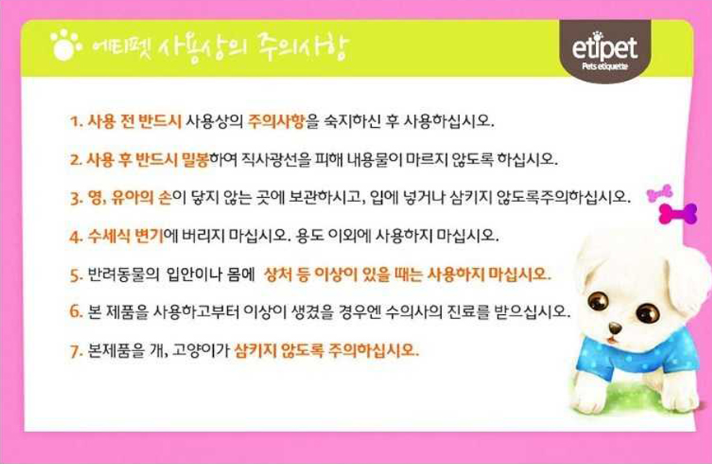 에티펫 사용상의 주의사항
etipet
Pets etiquette
1. 사용 전 반드시 사용상의 주의사항을 숙지하신 후 사용하십시오.
2. 사용 후 반드시 밀봉하여 직사광선을 피해 내용물이 마르지 않도록 하십시오.
3. 영, 유아의 손이 닿지 않는 곳에 보관하시고, 입에 넣거나 삼키지 않도록주의하십시오.
4. 수세식 변기에 버리지 마십시오. 용도 이외에 사용하지 마십시오.
5. 반려동물의 입안이나 몸에 상처 등 이상이 있을 때는 사용하지 마십시오.
6. 본 제품을 사용하고부터 이상이 생겼을 경우엔 수의사의 진료를 받으십시오.
7. 본제품을 개, 고양이가 삼키지 않도록 주의하십시오.